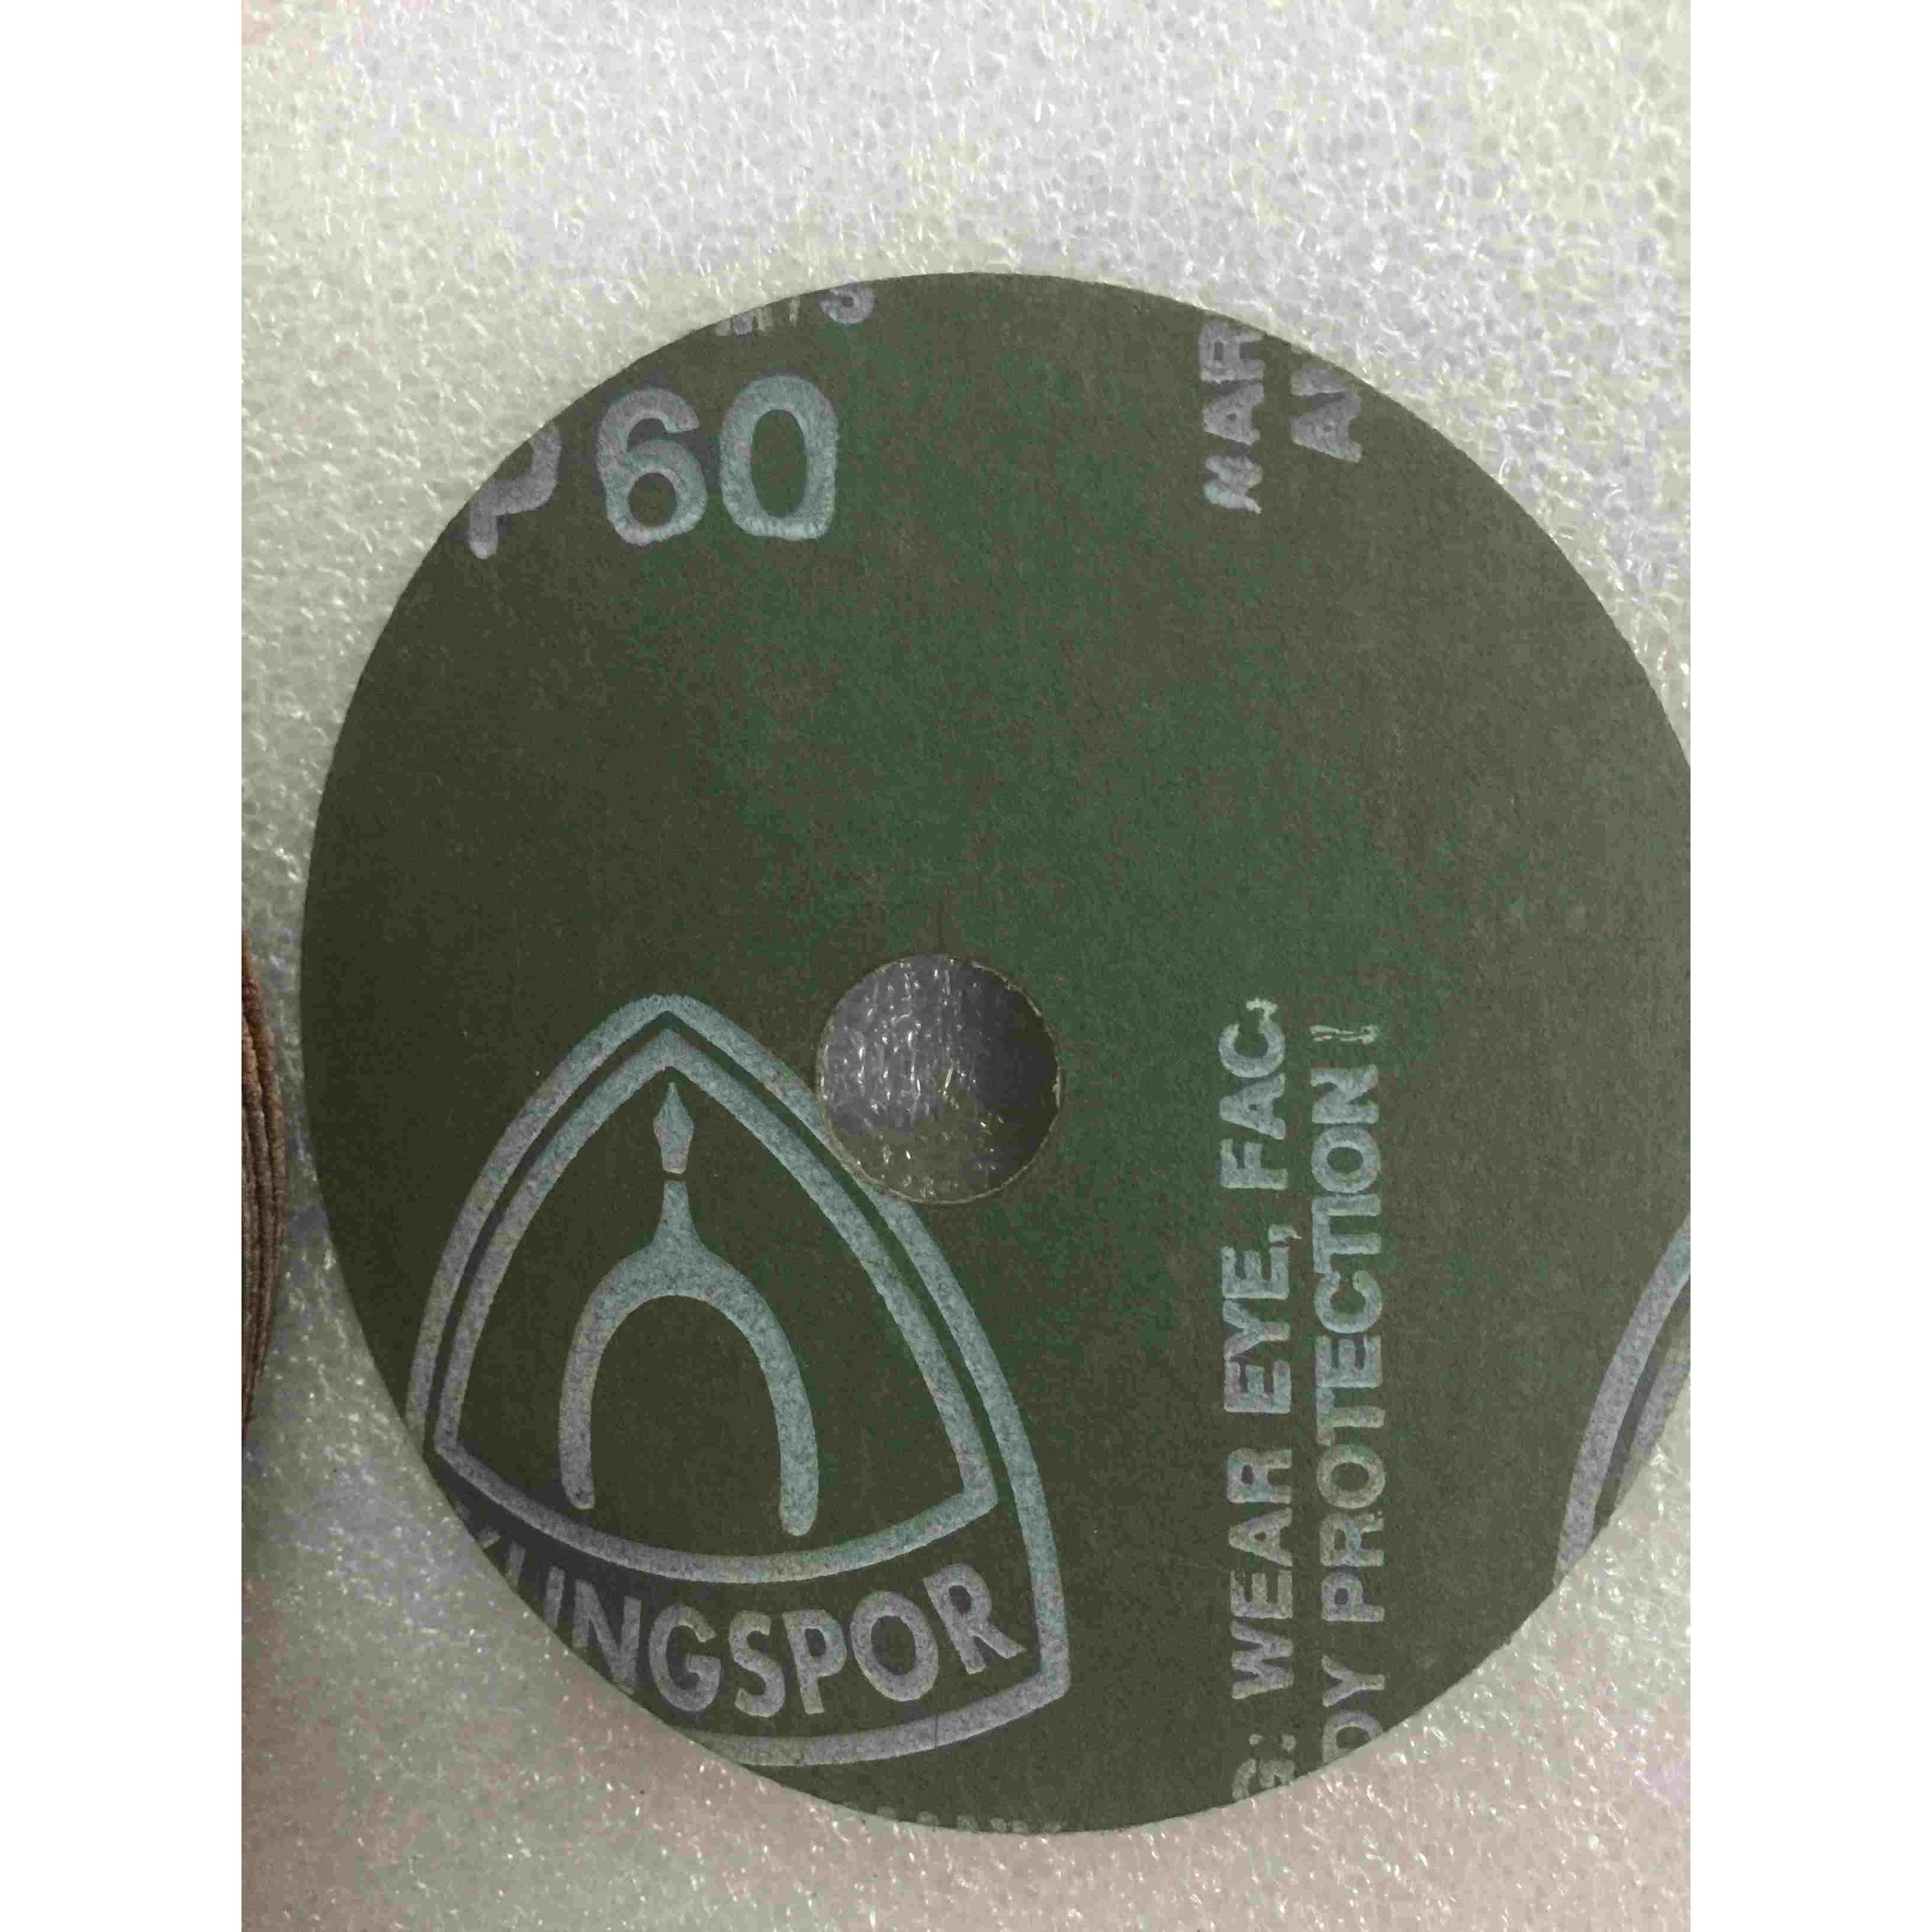 P60
KLINGSPOR
G: WEAR EYE, FAC
DY PROTECTION !